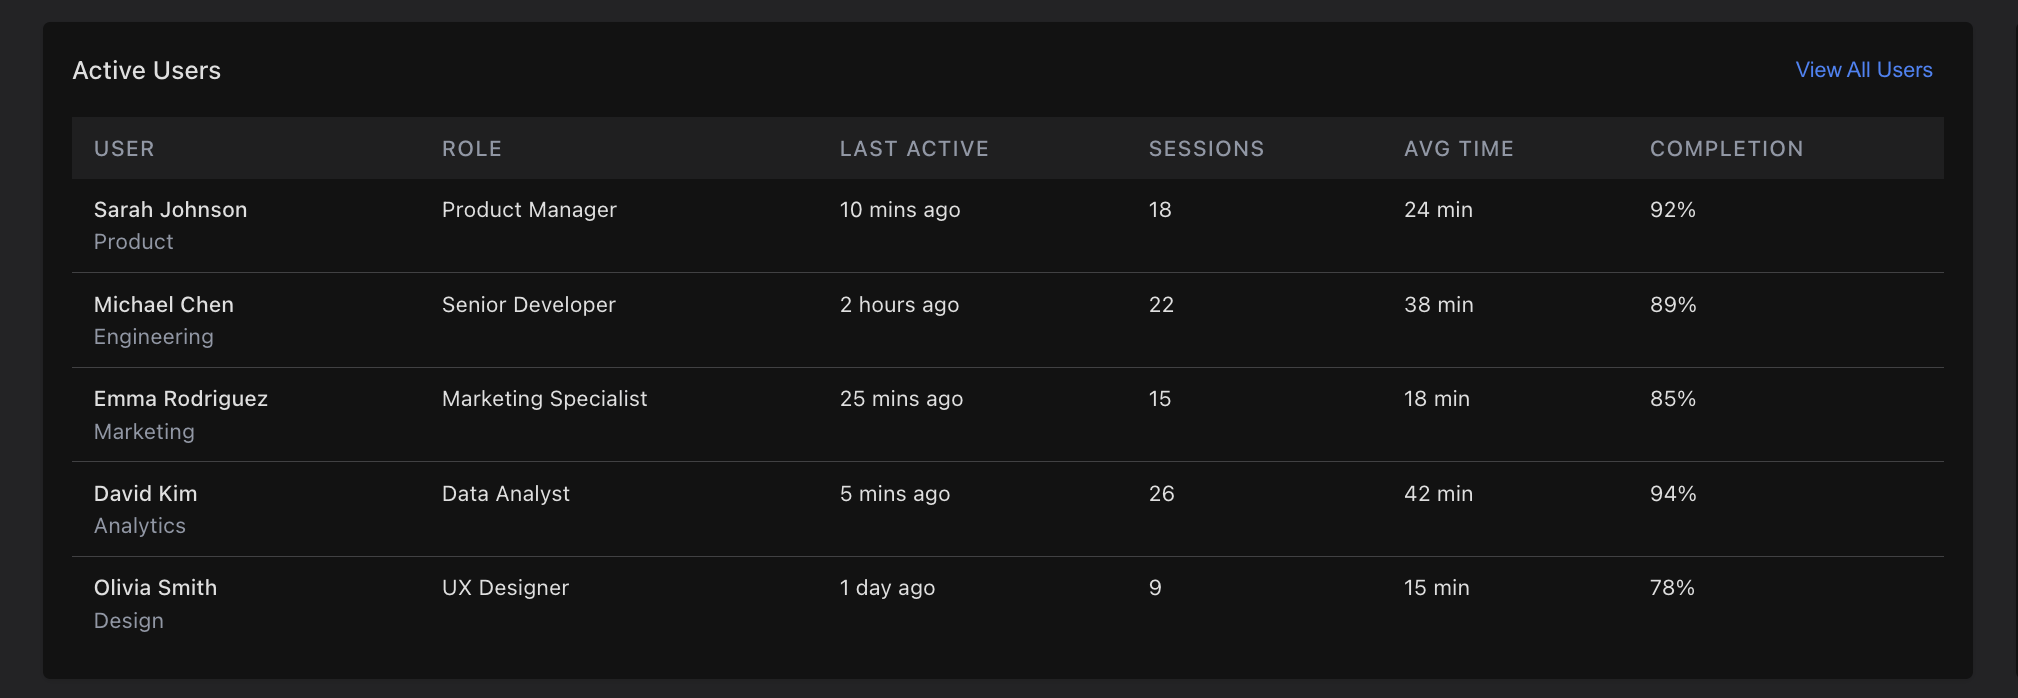 Active Users
View All Users
USER ROLE LAST ACTIVE SESSIONS AVG TIME COMPLETION
Sarah Johnson Product Manager 10 mins ago 18 24 min 92%
Product
Michael Chen Senior Developer 2 hours ago 22 38 min 89%
Engineering
Emma Rodriguez Marketing Specialist 25 mins ago 15 18 min 85%
Marketing
David Kim Data Analyst 5 mins ago 26 42 min 94%
Analytics
Olivia Smith UX Designer 1 day ago 9 15 min 78%
Design